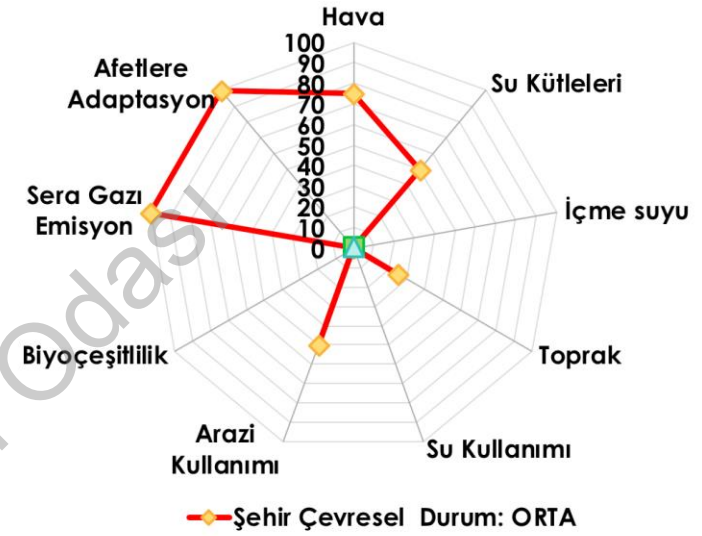 Hava
100
90
80
70
60
50
40
30
20
10
0
Su Kütleleri
İçme suyu
Toprak
Su Kullanımı
Arazi
Kullanımı
Biyoçeşitlilik
Sera Gazı
Emisyon
Afetlere
Adaptasyon
Şehir Çevresel Durum: ORTA
Odası